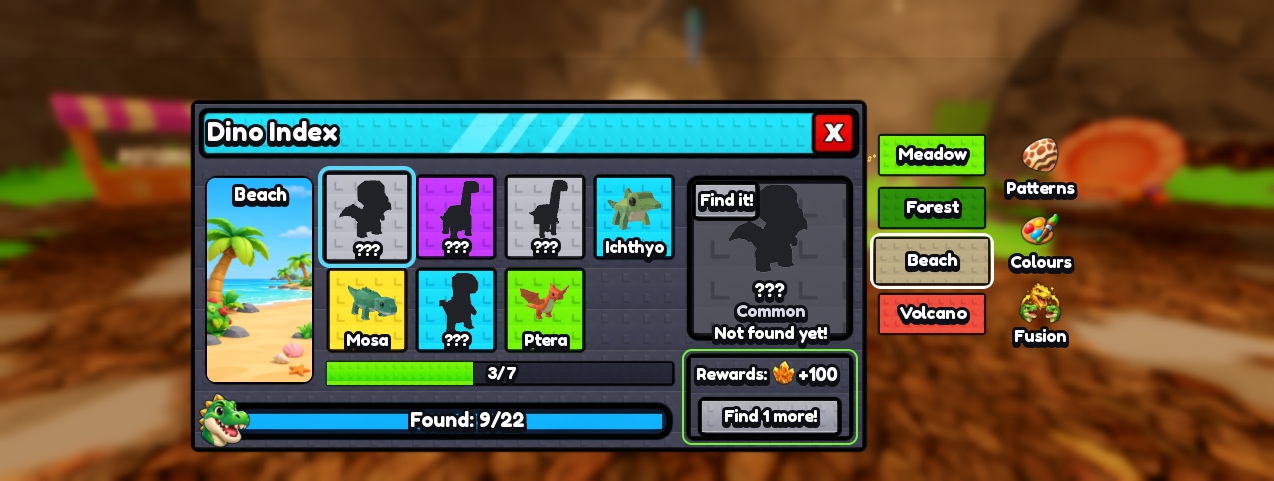 Dino Index
X
Beach
???
???
???
Ichthyo
Mosa
???
Ptera
3/7
Found: 9/22
Find it!
???
Common
Not found yet!
Rewards: +100
Find 1 more!
Meadow
Forest
Beach
Volcano
Patterns
Colours
Fusion